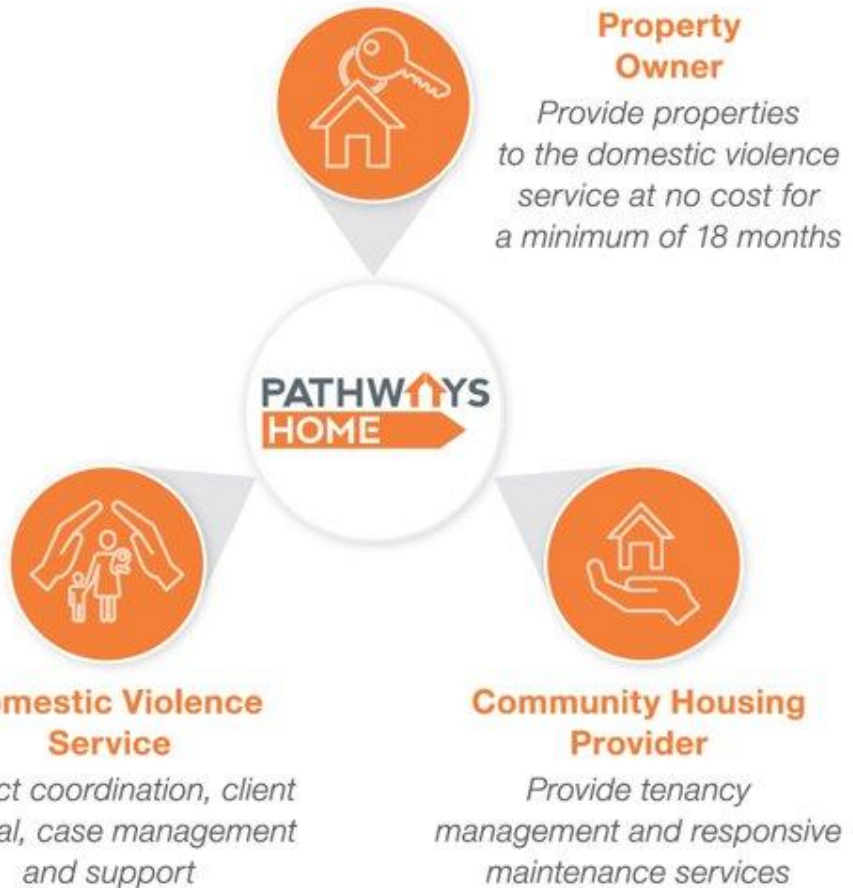 Property
Owner
Provide properties
to the domestic violence
service at no cost for
a minimum of 18 months
PATHWAYS
HOME
mestic Violence
Service
ct coordination, client
al, case management
and support
Community Housing
Provider
Provide tenancy
management and responsive
maintenance services